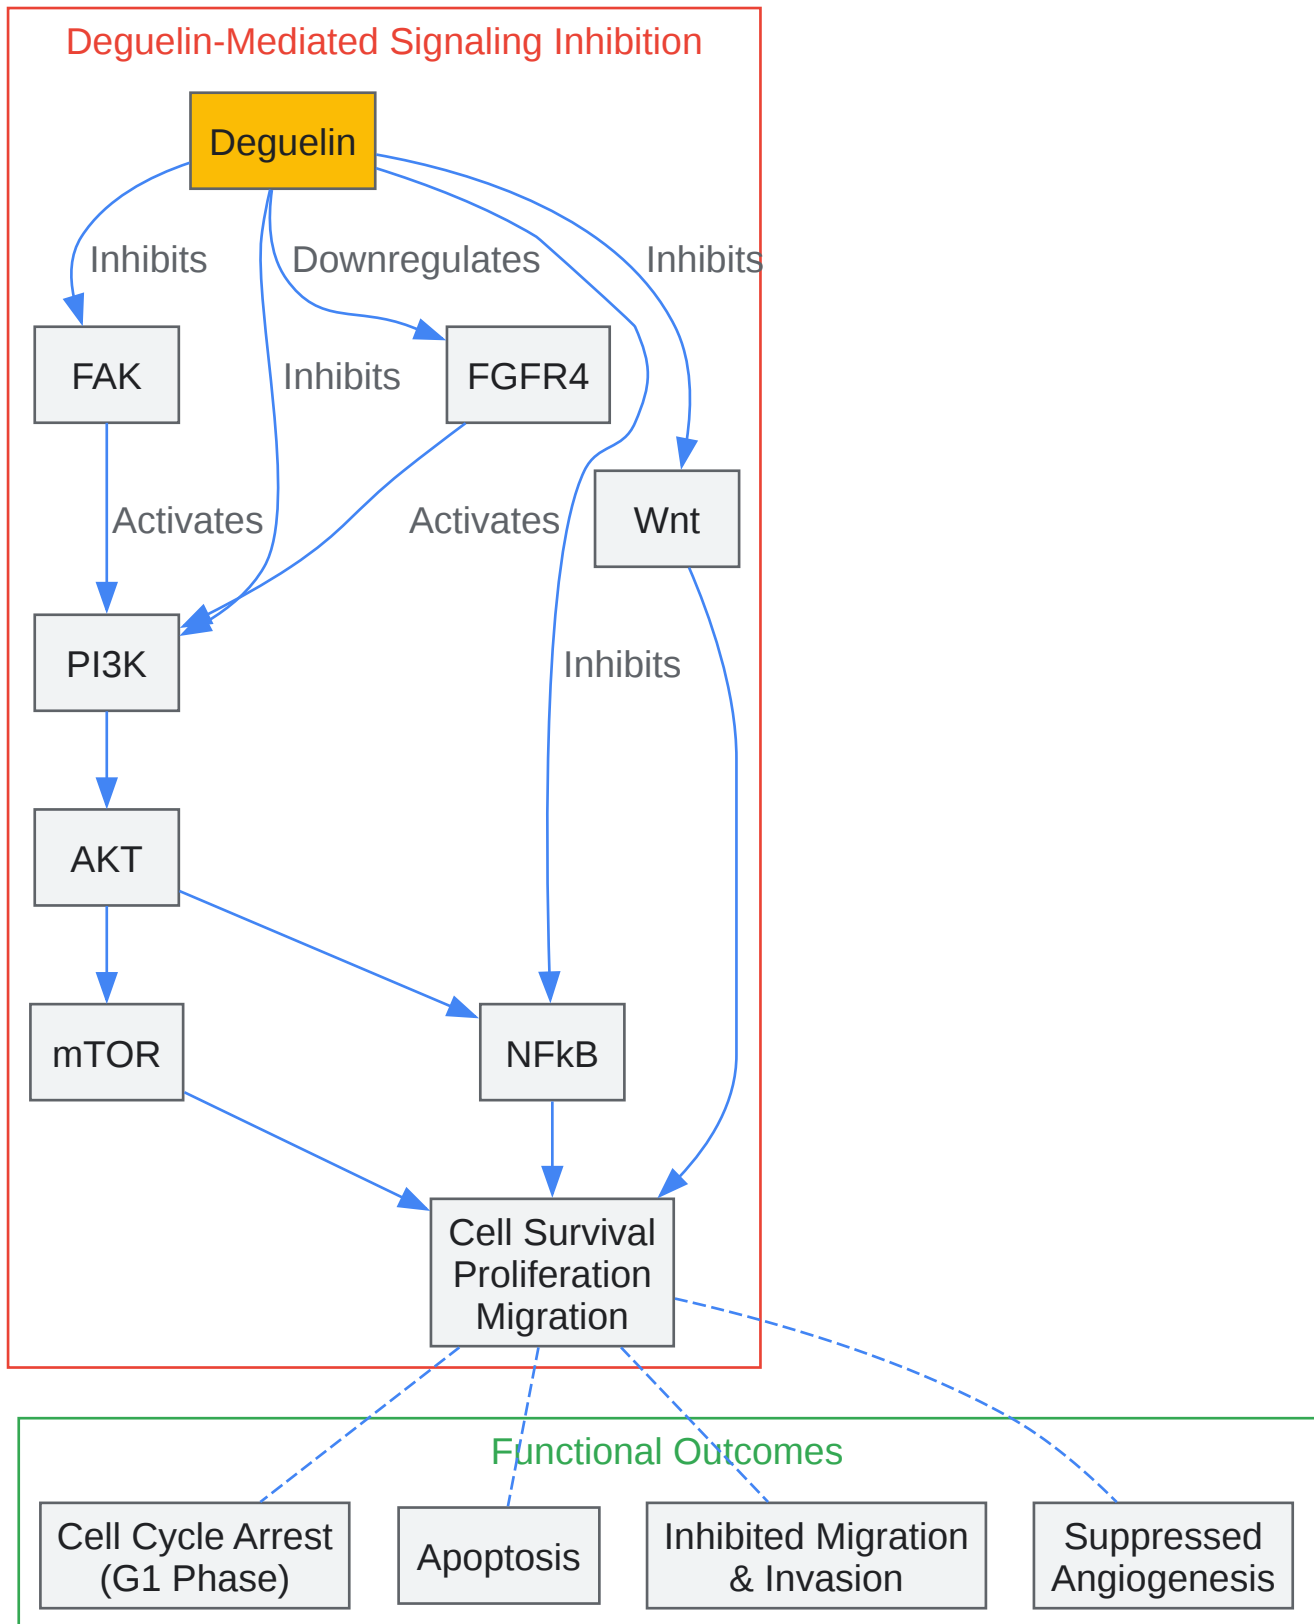 Deguelin-Mediated Signaling Inhibition
Deguelin
Inhibits
Downregulates
Inhibits
FAK
Inhibits
FGFR4
Activates
Activates
Wnt
PI3K
Inhibits
AKT
mTOR
NFkB
Cell Survival
Proliferation
Migration
Functional Outcomes
Cell Cycle Arrest
(G1 Phase)
Apoptosis
Inhibited Migration
& Invasion
Suppressed
Angiogenesis